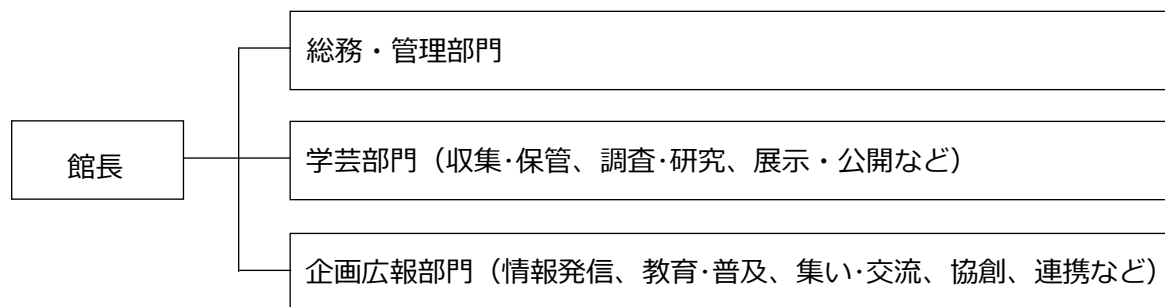 総務・管理部門
館長
学芸部門（収集･保管、調査･研究、展示・公開など）
企画広報部門（情報発信、教育･普及、集い･交流、協創、連携など）